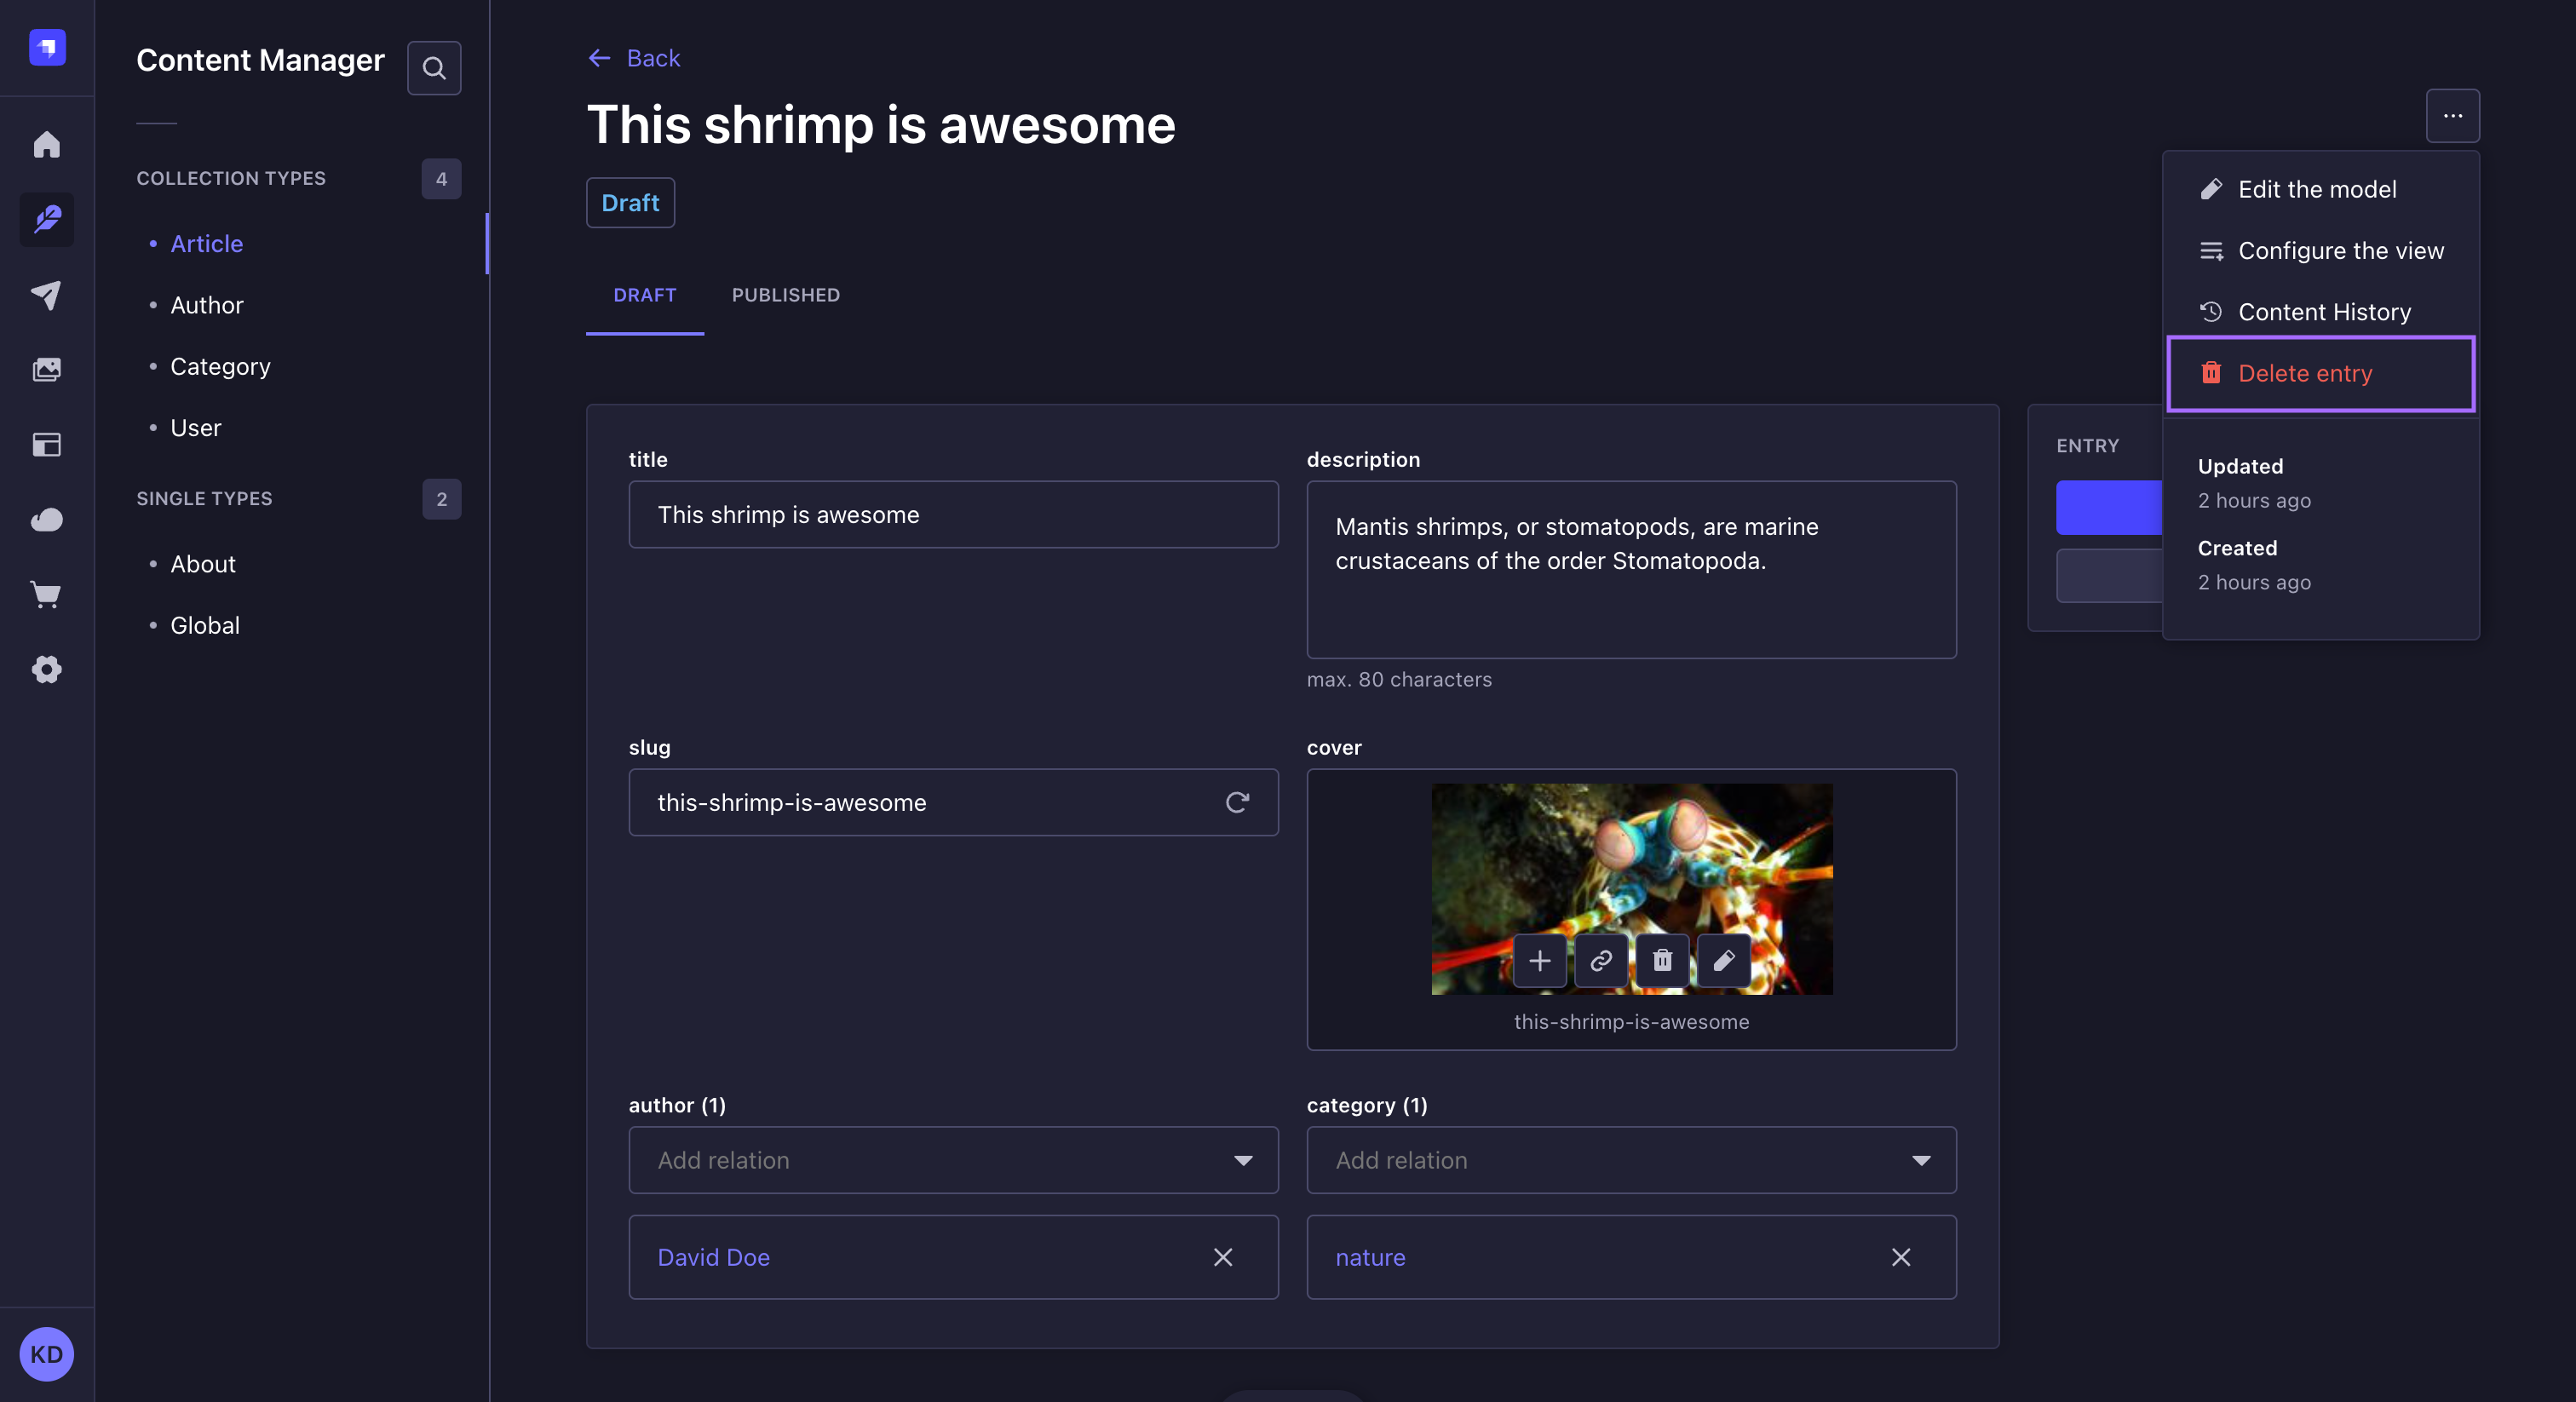 Content Manager
COLLECTION TYPES
4
Article
Author
Category
User
SINGLE TYPES
2
About
Global
KD
Back
This shrimp is awesome
Draft
DRAFT
PUBLISHED
...
Edit the model
Configure the view
Content History
Delete entry
Updated
2 hours ago
Created
2 hours ago
ENTRY
title
This shrimp is awesome
description
Mantis shrimps, or stomatopods, are marine
crustaceans of the order Stomatopoda.
max. 80 characters
slug
this-shrimp-is-awesome
cover
this-shrimp-is-awesome
author (1)
Add relation
David Doe
category (1)
Add relation
nature